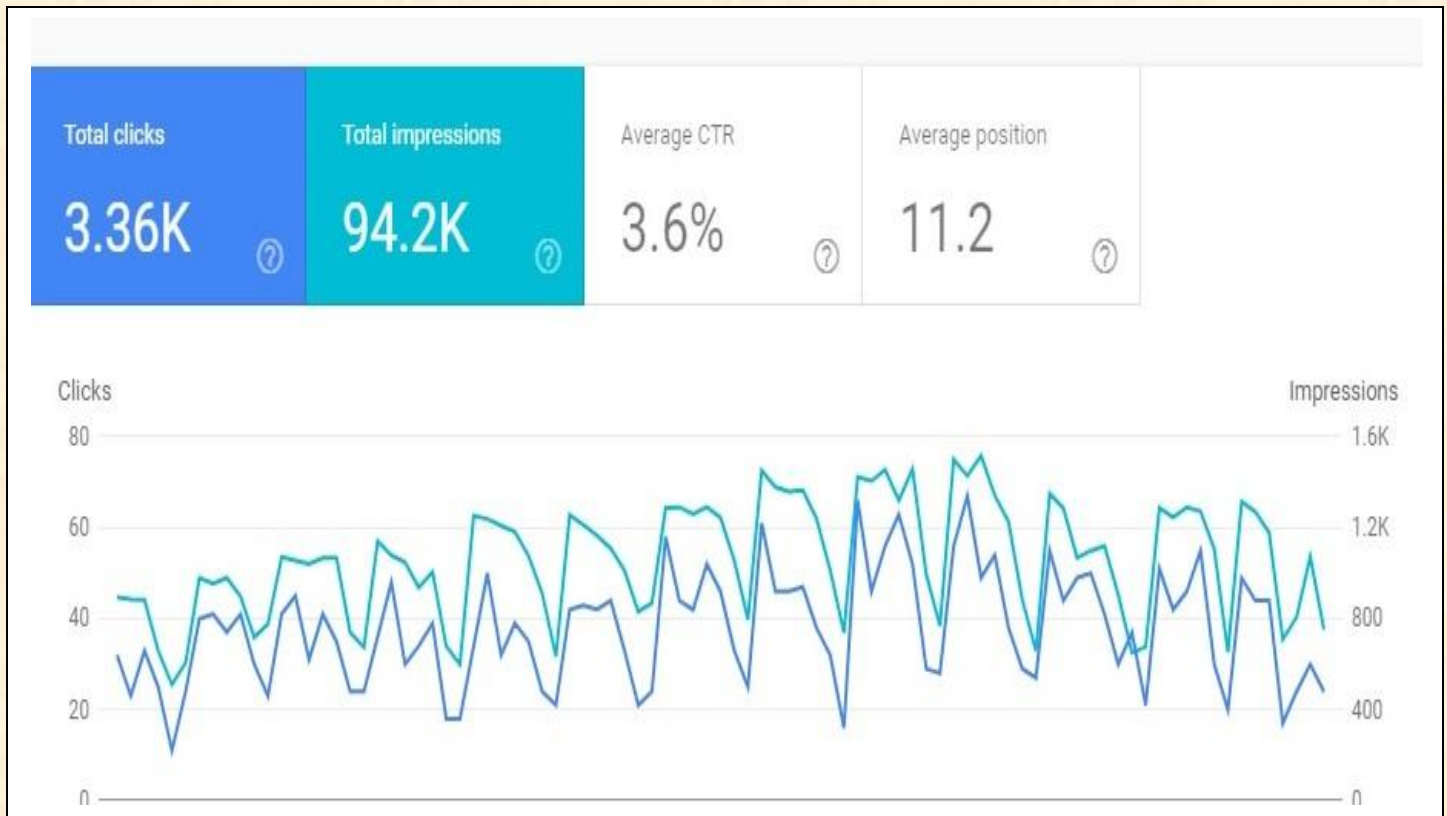 Total clicks
Total impressions
Average CTR
Average position
3.36K
94.2K
3.6%
11.2
Clicks
Impressions
80
1.6K
60
1.2K
40
800
20
400
0
0